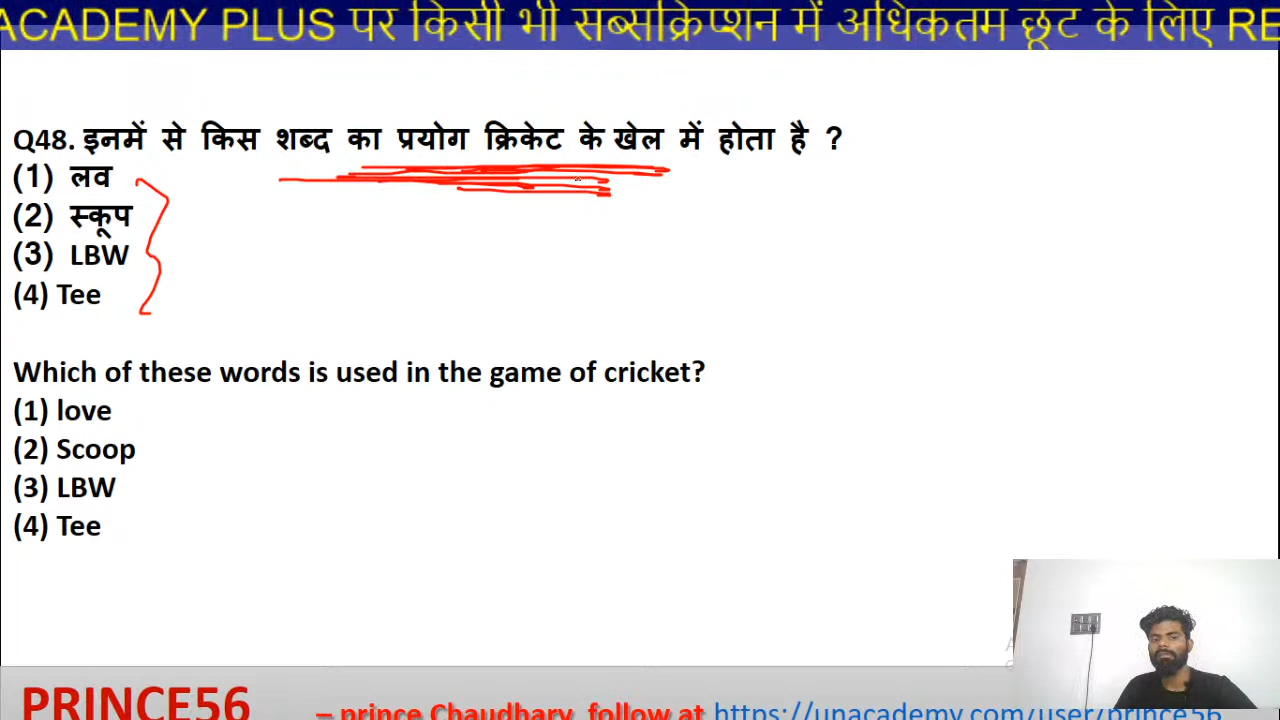 ACADEMY PLUS पर किसी भी सब्सक्रिप्शन में अधिकतम छूट के लिए RE
Q48. इनमें से किस शब्द का प्रयोग क्रिकेट के खेल में होता है ?
(1) लव
(2) स्कूप
(3) LBW
(4) Tee
Which of these words is used in the game of cricket?
(1) love
(2) Scoop
(3) LBW
(4) Tee
PRINCE56 – prince Chaudhary, follow at https://unacademy.com/user/prince56